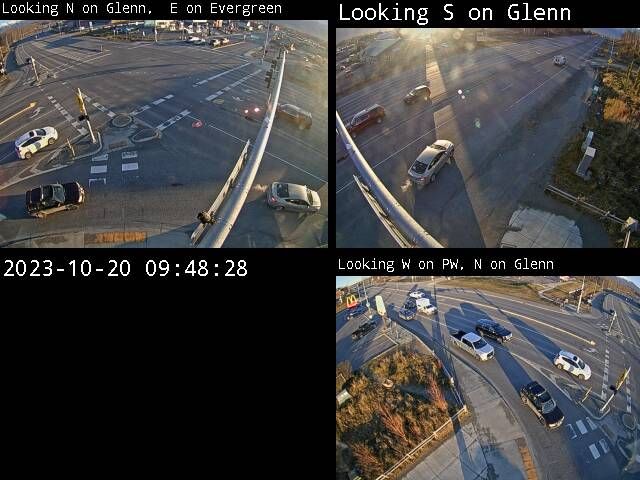 Looking N on Glenn,  E on Evergreen
Looking S on Glenn
2023-10-20 09:48:28
Looking W on PW, N on Glenn